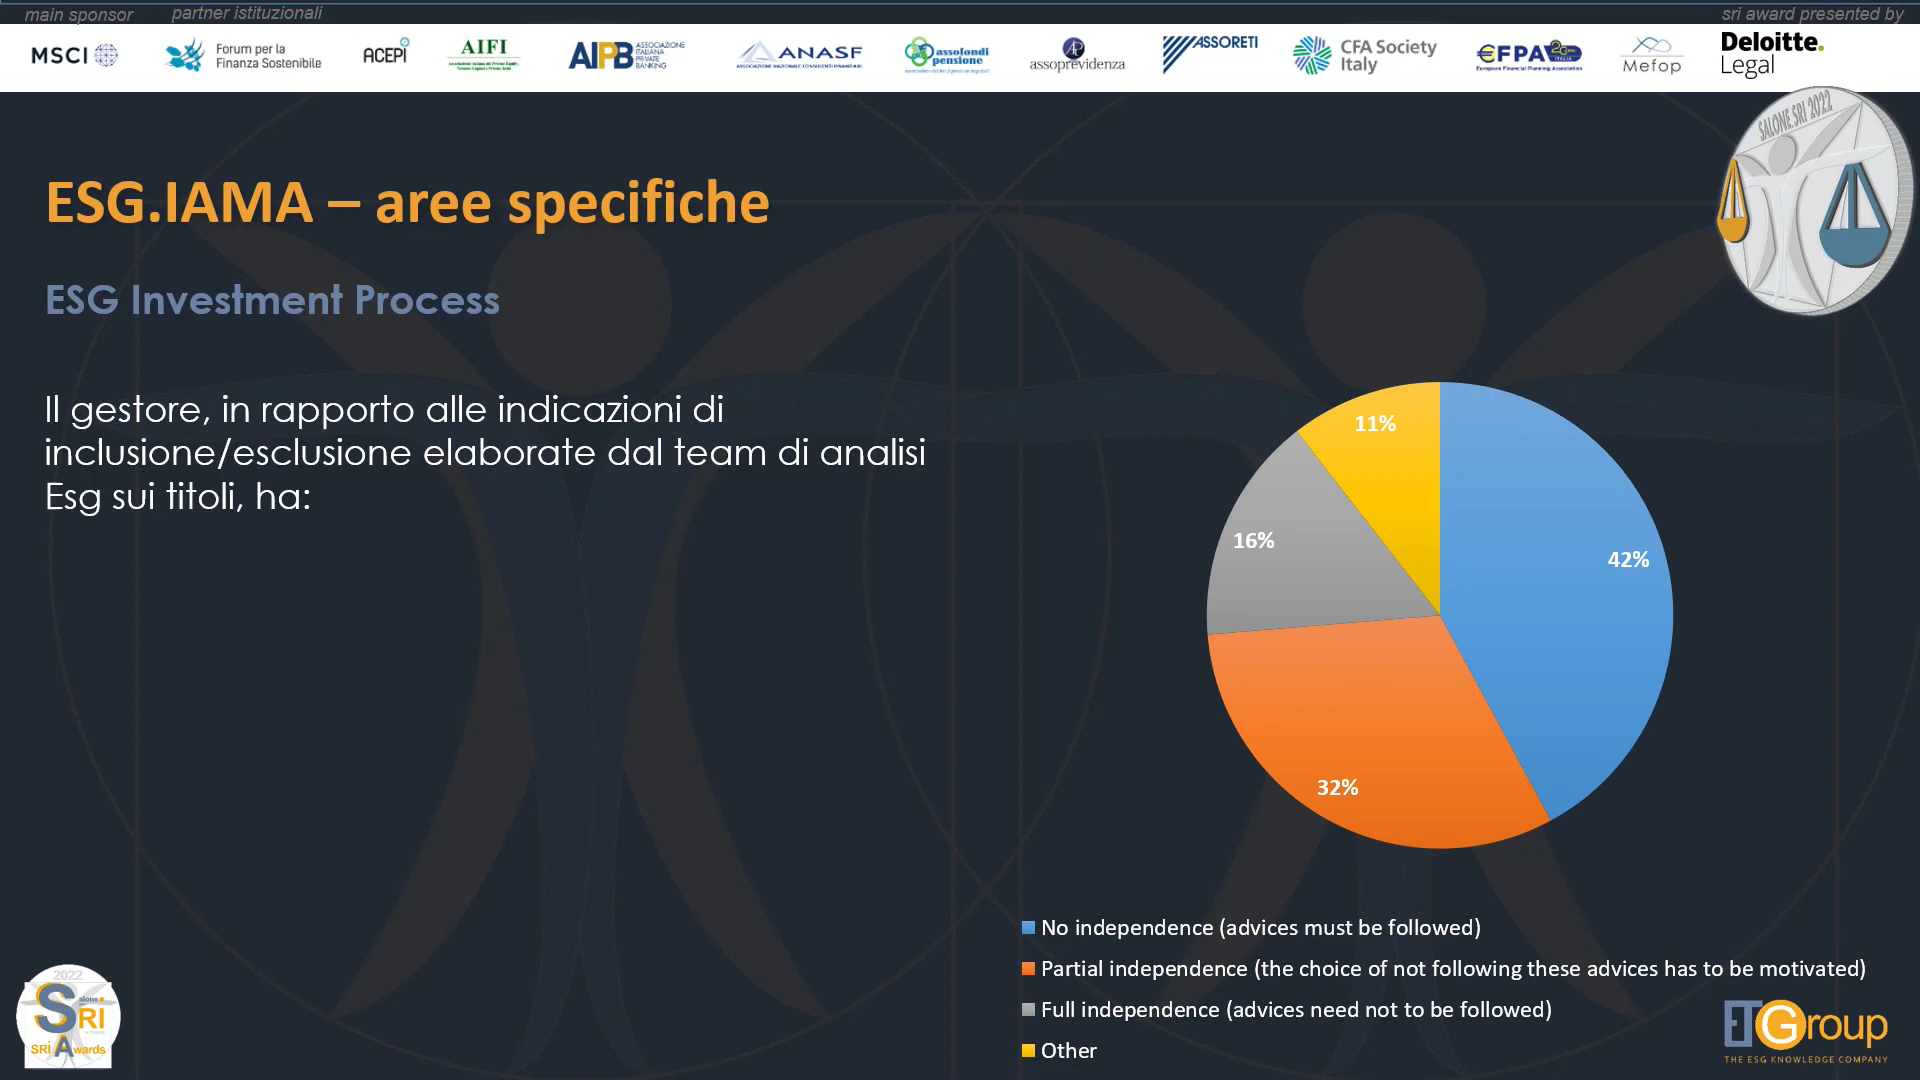 main sponsor
partner istituzionali
sri award presented by
MSCI
Forum per la
Finanza Sostenibile
ACEPI
AIFI
AIPB
ASSOCIAZIONE
ITALIANA
PRIVATE
BANKING
ANASF
ASSOCIAZIONE NAZIONALE CONSULENTI FINANZIARI
assofondi
pensione
AP
assoprevidenza
ASSORETI
CFA Society
Italy
€FPA
ITALIA
European Financial Planning Association
Mefop
Deloitte.
Legal
SALONE.SRI 2022
ESG.IAMA – aree specifiche
ESG Investment Process
Il gestore, in rapporto alle indicazioni di
inclusione/esclusione elaborate dal team di analisi
Esg sui titoli, ha:
11%
16%
42%
32%
No independence (advices must be followed)
Partial independence (the choice of not following these advices has to be motivated)
Full independence (advices need not to be followed)
Other
2022
Salone.
SRI
SRI Awards
ETGroup
THE ESG KNOWLEDGE COMPANY